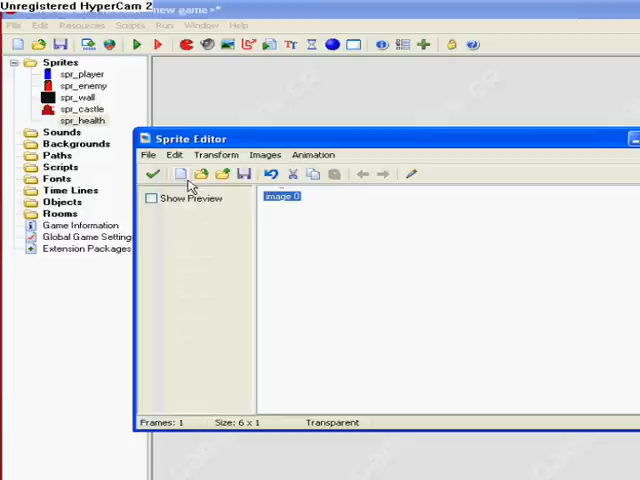 Unregistered HyperCam 2
new game>*
File Edit Resources Scripts Run Window Help
Sprites
spr_player
spr_enemy
spr_wall
spr_castle
spr_health
Sounds
Backgrounds
Paths
Scripts
Fonts
Time Lines
Objects
Rooms
Game Information
Global Game Setting
Extension Packages
Sprite Editor
File Edit Transform Images Animation
Show Preview
image 0
Frames: 1 Size: 6 x 1 Transparent